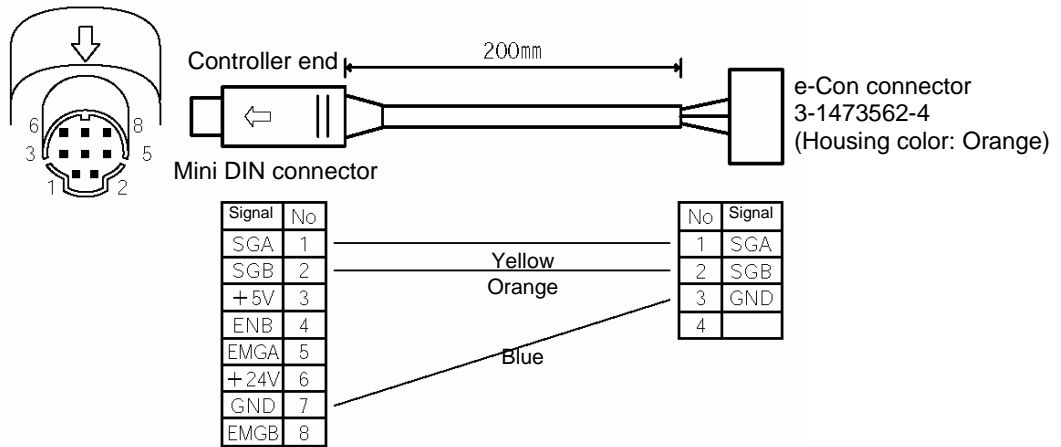 Controller end
200mm
e-Con connector
3-1473562-4
(Housing color: Orange)
6 8
3 5
1 2
Mini DIN connector
Signal No
SGA 1
SGB 2
+5V 3
ENB 4
EMGA 5
+24V 6
GND 7
EMGB 8
Yellow
Orange
Blue
No Signal
1 SGA
2 SGB
3 GND
4